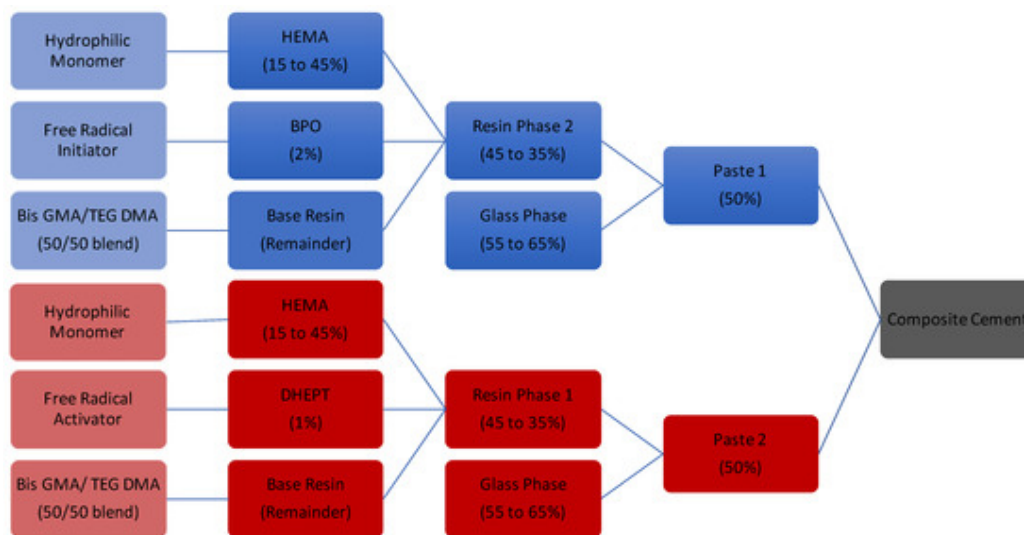 Hydrophilic
Monomer
HEMA
(15 to 45%)
Free Radical
Initiator
BPO
(2%)
Resin Phase 2
(45 to 35%)
Paste 1
(50%)
Bis GMA/TEG DMA
(50/50 blend)
Base Resin
(Remainder)
Glass Phase
(55 to 65%)
Hydrophilic
Monomer
HEMA
(15 to 45%)
Composite Cement
Free Radical
Activator
DHEPT
(1%)
Resin Phase 1
(45 to 35%)
Paste 2
(50%)
Bis GMA/ TEG DMA
(50/50 blend)
Base Resin
(Remainder)
Glass Phase
(55 to 65%)